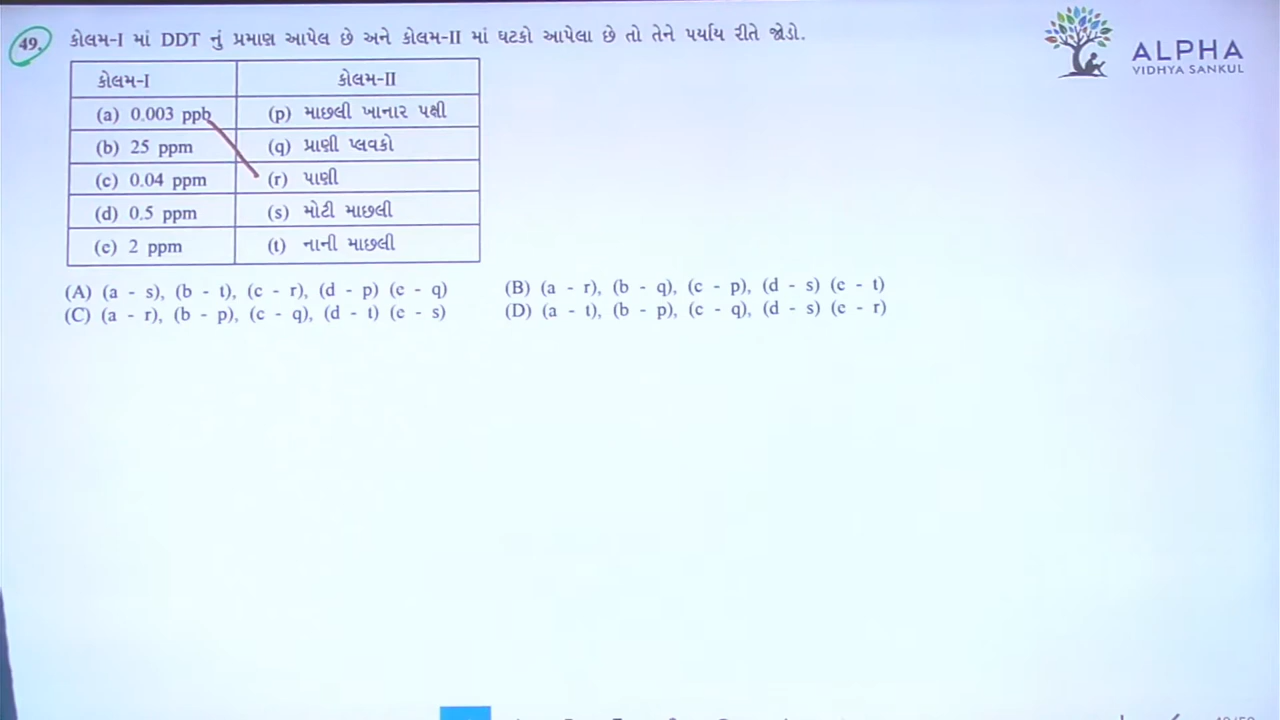 49. કોલમ-I માં DDT નું પ્રમાણ આપેલ છે અને કોલમ-II માં ઘટકો આપેલા છે તો તેને પર્યાય રીતે જોડો.
ALPHA
VIDHYA SANKUL
કોલમ-I કોલમ-II
(a) 0.003 ppb (p) માછલી ખાનાર પક્ષી
(b) 25 ppm (q) પ્રાણી પ્લવકો
(c) 0.04 ppm (r) પાણી
(d) 0.5 ppm (s) મોટી માછલી
(e) 2 ppm (t) નાની માછલી
(A) (a - s), (b - t), (c - r), (d - p) (e - q) (B) (a - r), (b - q), (c - p), (d - s) (e - t)
(C) (a - r), (b - p), (c - q), (d - t) (e - s) (D) (a - t), (b - p), (c - q), (d - s) (e - r)